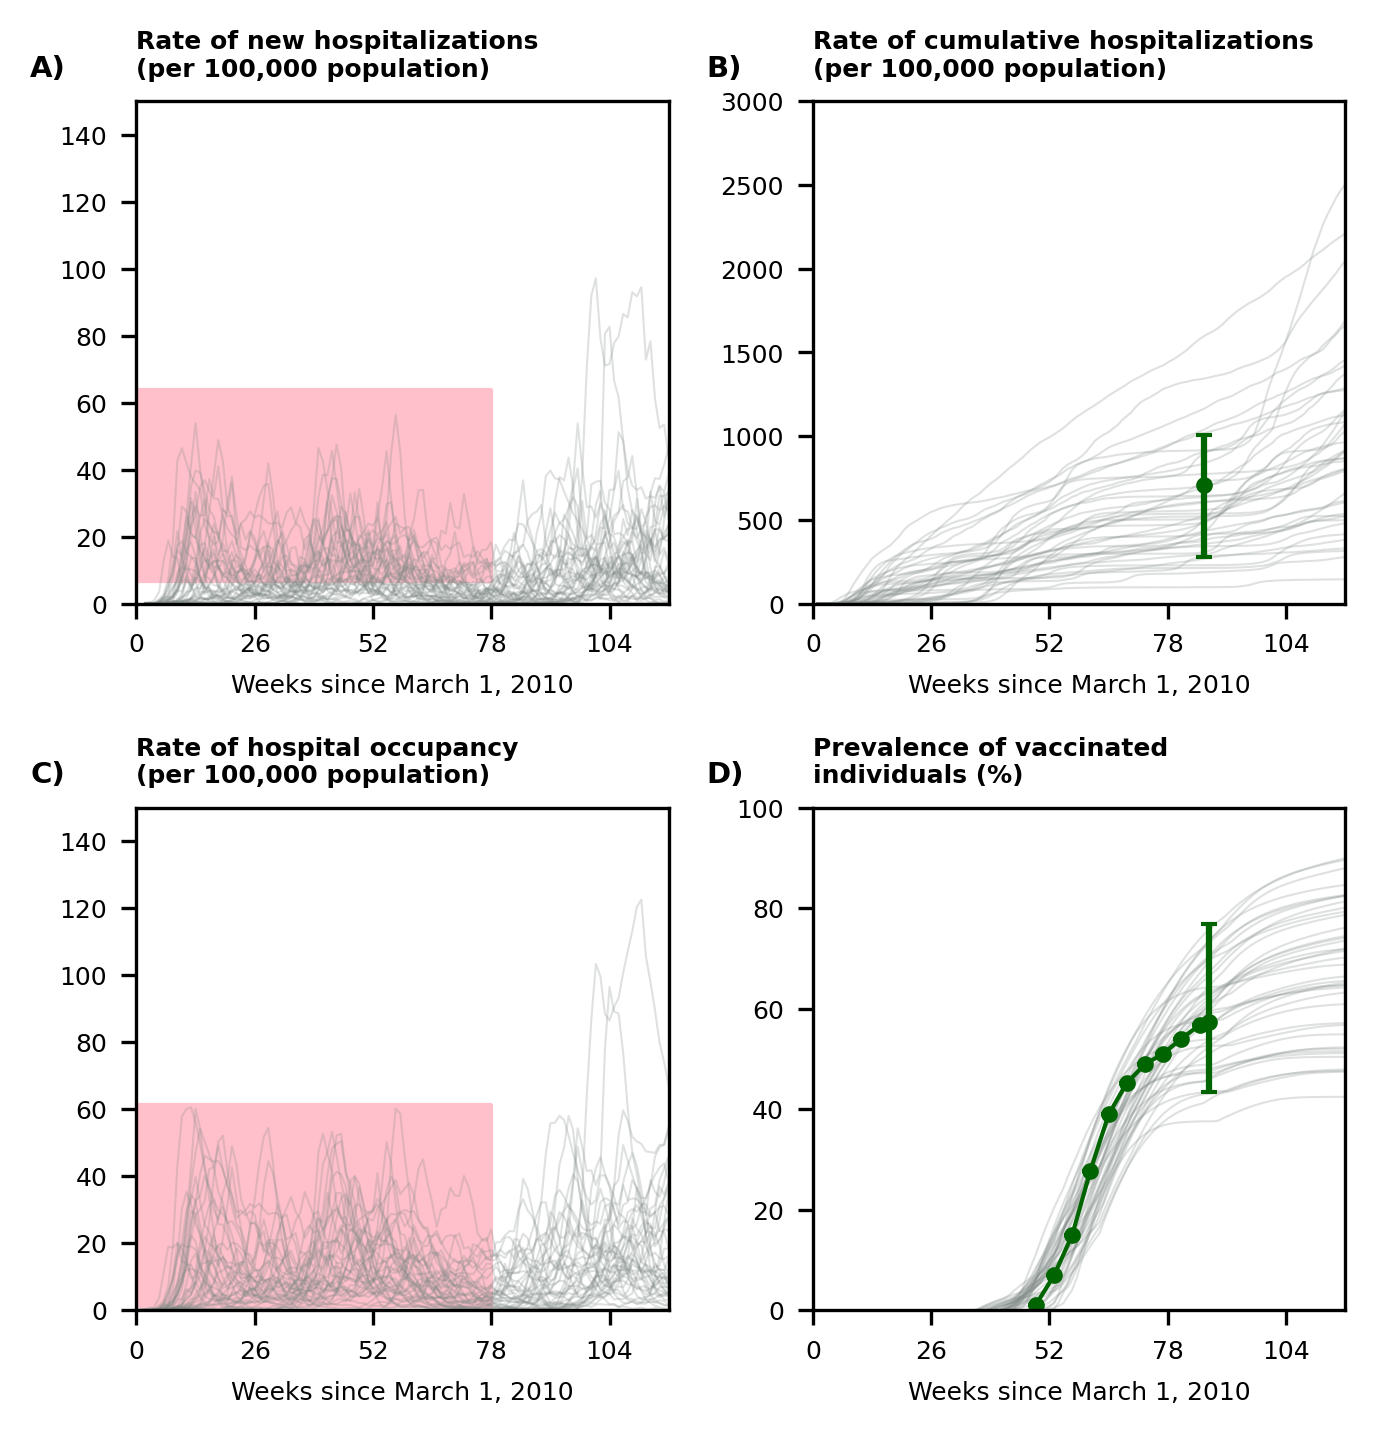 A)
Rate of new hospitalizations
(per 100,000 population)
140
120
100
80
60
40
20
0
0 26 52 78 104
Weeks since March 1, 2010
B)
Rate of cumulative hospitalizations
(per 100,000 population)
3000
2500
2000
1500
1000
500
0
0 26 52 78 104
Weeks since March 1, 2010
C)
Rate of hospital occupancy
(per 100,000 population)
140
120
100
80
60
40
20
0
0 26 52 78 104
Weeks since March 1, 2010
D)
Prevalence of vaccinated
individuals (%)
100
80
60
40
20
0
0 26 52 78 104
Weeks since March 1, 2010